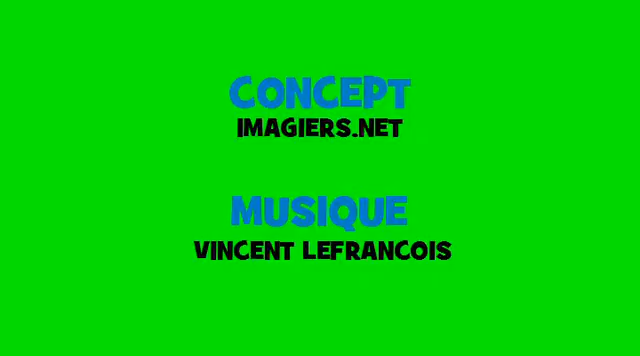 CONCEPT
IMAGIERS.NET
MUSIQUE
VINCENT LEFRANCOIS